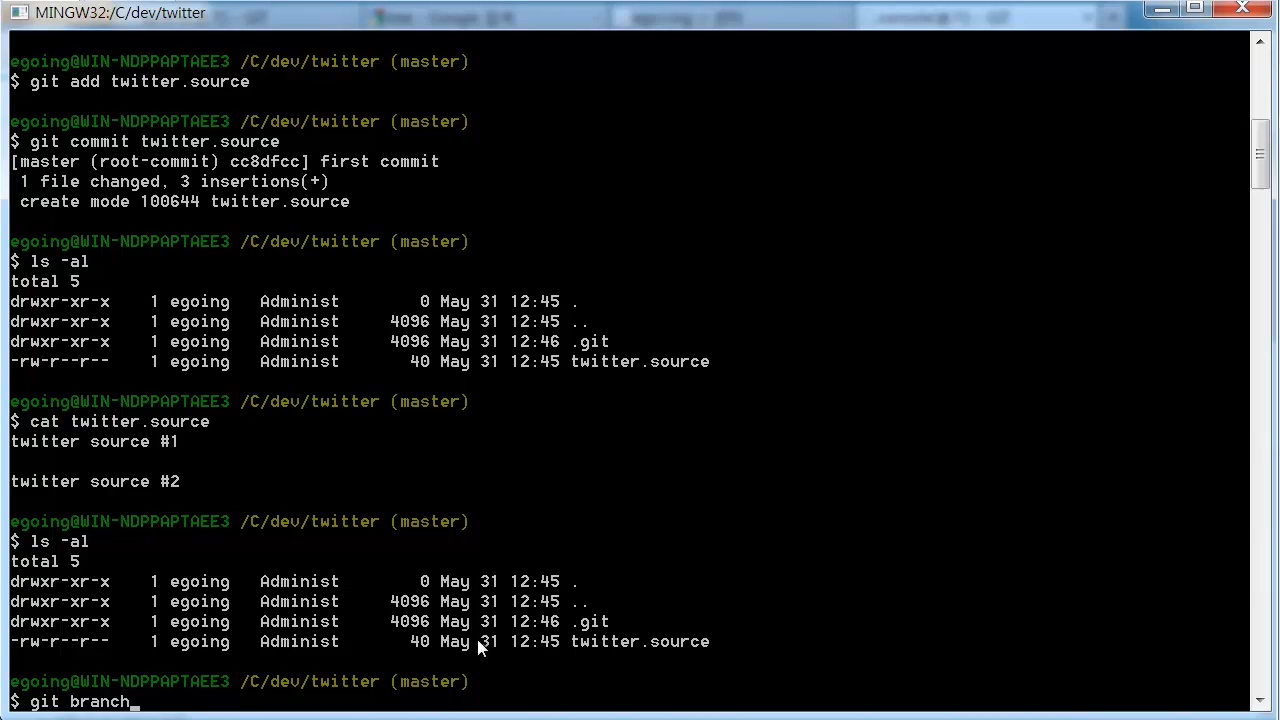 MINGW32:/C/dev/twitter
egoing@WIN-NDPPAPTAEE3 /C/dev/twitter (master)
$ git add twitter.source
egoing@WIN-NDPPAPTAEE3 /C/dev/twitter (master)
$ git commit twitter.source
[master (root-commit) cc8dfcc] first commit
 1 file changed, 3 insertions(+)
 create mode 100644 twitter.source
egoing@WIN-NDPPAPTAEE3 /C/dev/twitter (master)
$ ls -al
total 5
drwxr-xr-x    1 egoing   Administ        0 May 31 12:45 .
drwxr-xr-x    1 egoing   Administ     4096 May 31 12:45 ..
drwxr-xr-x    1 egoing   Administ     4096 May 31 12:46 .git
-rw-r--r--    1 egoing   Administ       40 May 31 12:45 twitter.source
egoing@WIN-NDPPAPTAEE3 /C/dev/twitter (master)
$ cat twitter.source
twitter source #1
twitter source #2
egoing@WIN-NDPPAPTAEE3 /C/dev/twitter (master)
$ ls -al
total 5
drwxr-xr-x    1 egoing   Administ        0 May 31 12:45 .
drwxr-xr-x    1 egoing   Administ     4096 May 31 12:45 ..
drwxr-xr-x    1 egoing   Administ     4096 May 31 12:46 .git
-rw-r--r--    1 egoing   Administ       40 May 31 12:45 twitter.source
egoing@WIN-NDPPAPTAEE3 /C/dev/twitter (master)
$ git branch